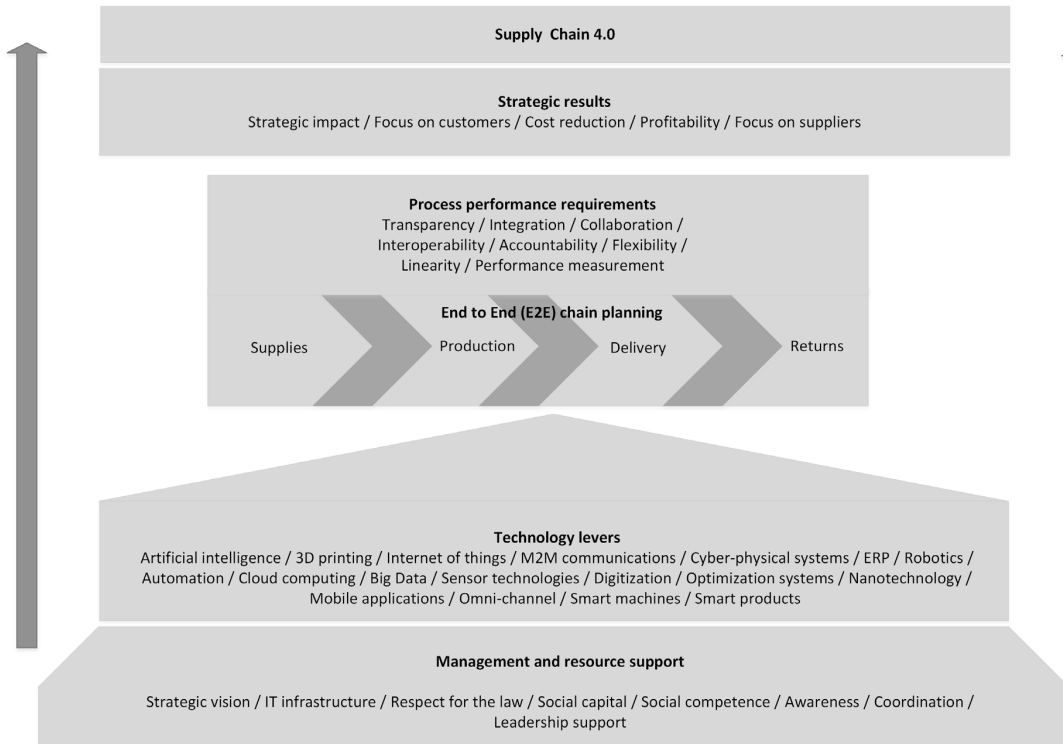 Supply Chain 4.0
Strategic results
Strategic impact / Focus on customers / Cost reduction / Profitability / Focus on suppliers
Process performance requirements
Transparency / Integration / Collaboration /
Interoperability / Accountability / Flexibility /
Linearity / Performance measurement
End to End (E2E) chain planning
Supplies Production Delivery Returns
Technology levers
Artificial intelligence / 3D printing / Internet of things / M2M communications / Cyber-physical systems / ERP / Robotics /
Automation / Cloud computing / Big Data / Sensor technologies / Digitization / Optimization systems / Nanotechnology /
Mobile applications / Omni-channel / Smart machines / Smart products
Management and resource support
Strategic vision / IT infrastructure / Respect for the law / Social capital / Social competence / Awareness / Coordination /
Leadership support